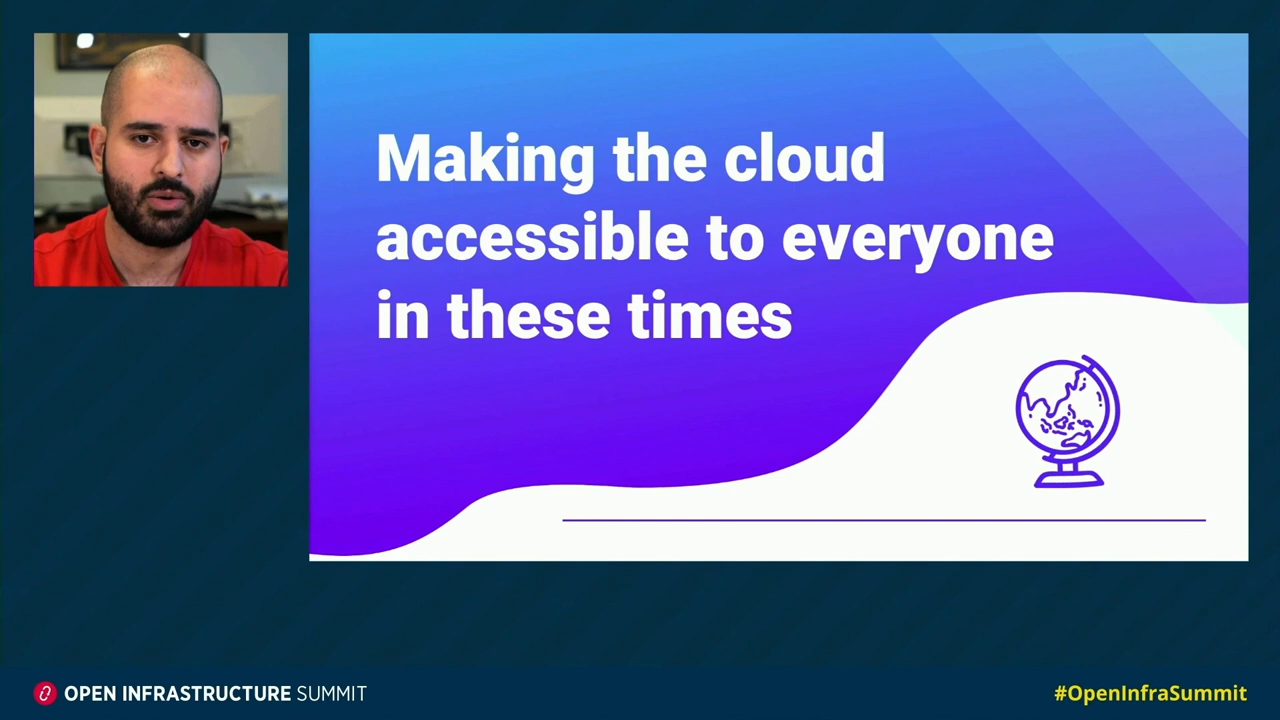 Making the cloud
accessible to everyone
in these times
OPEN INFRASTRUCTURE SUMMIT
#OpenInfraSummit